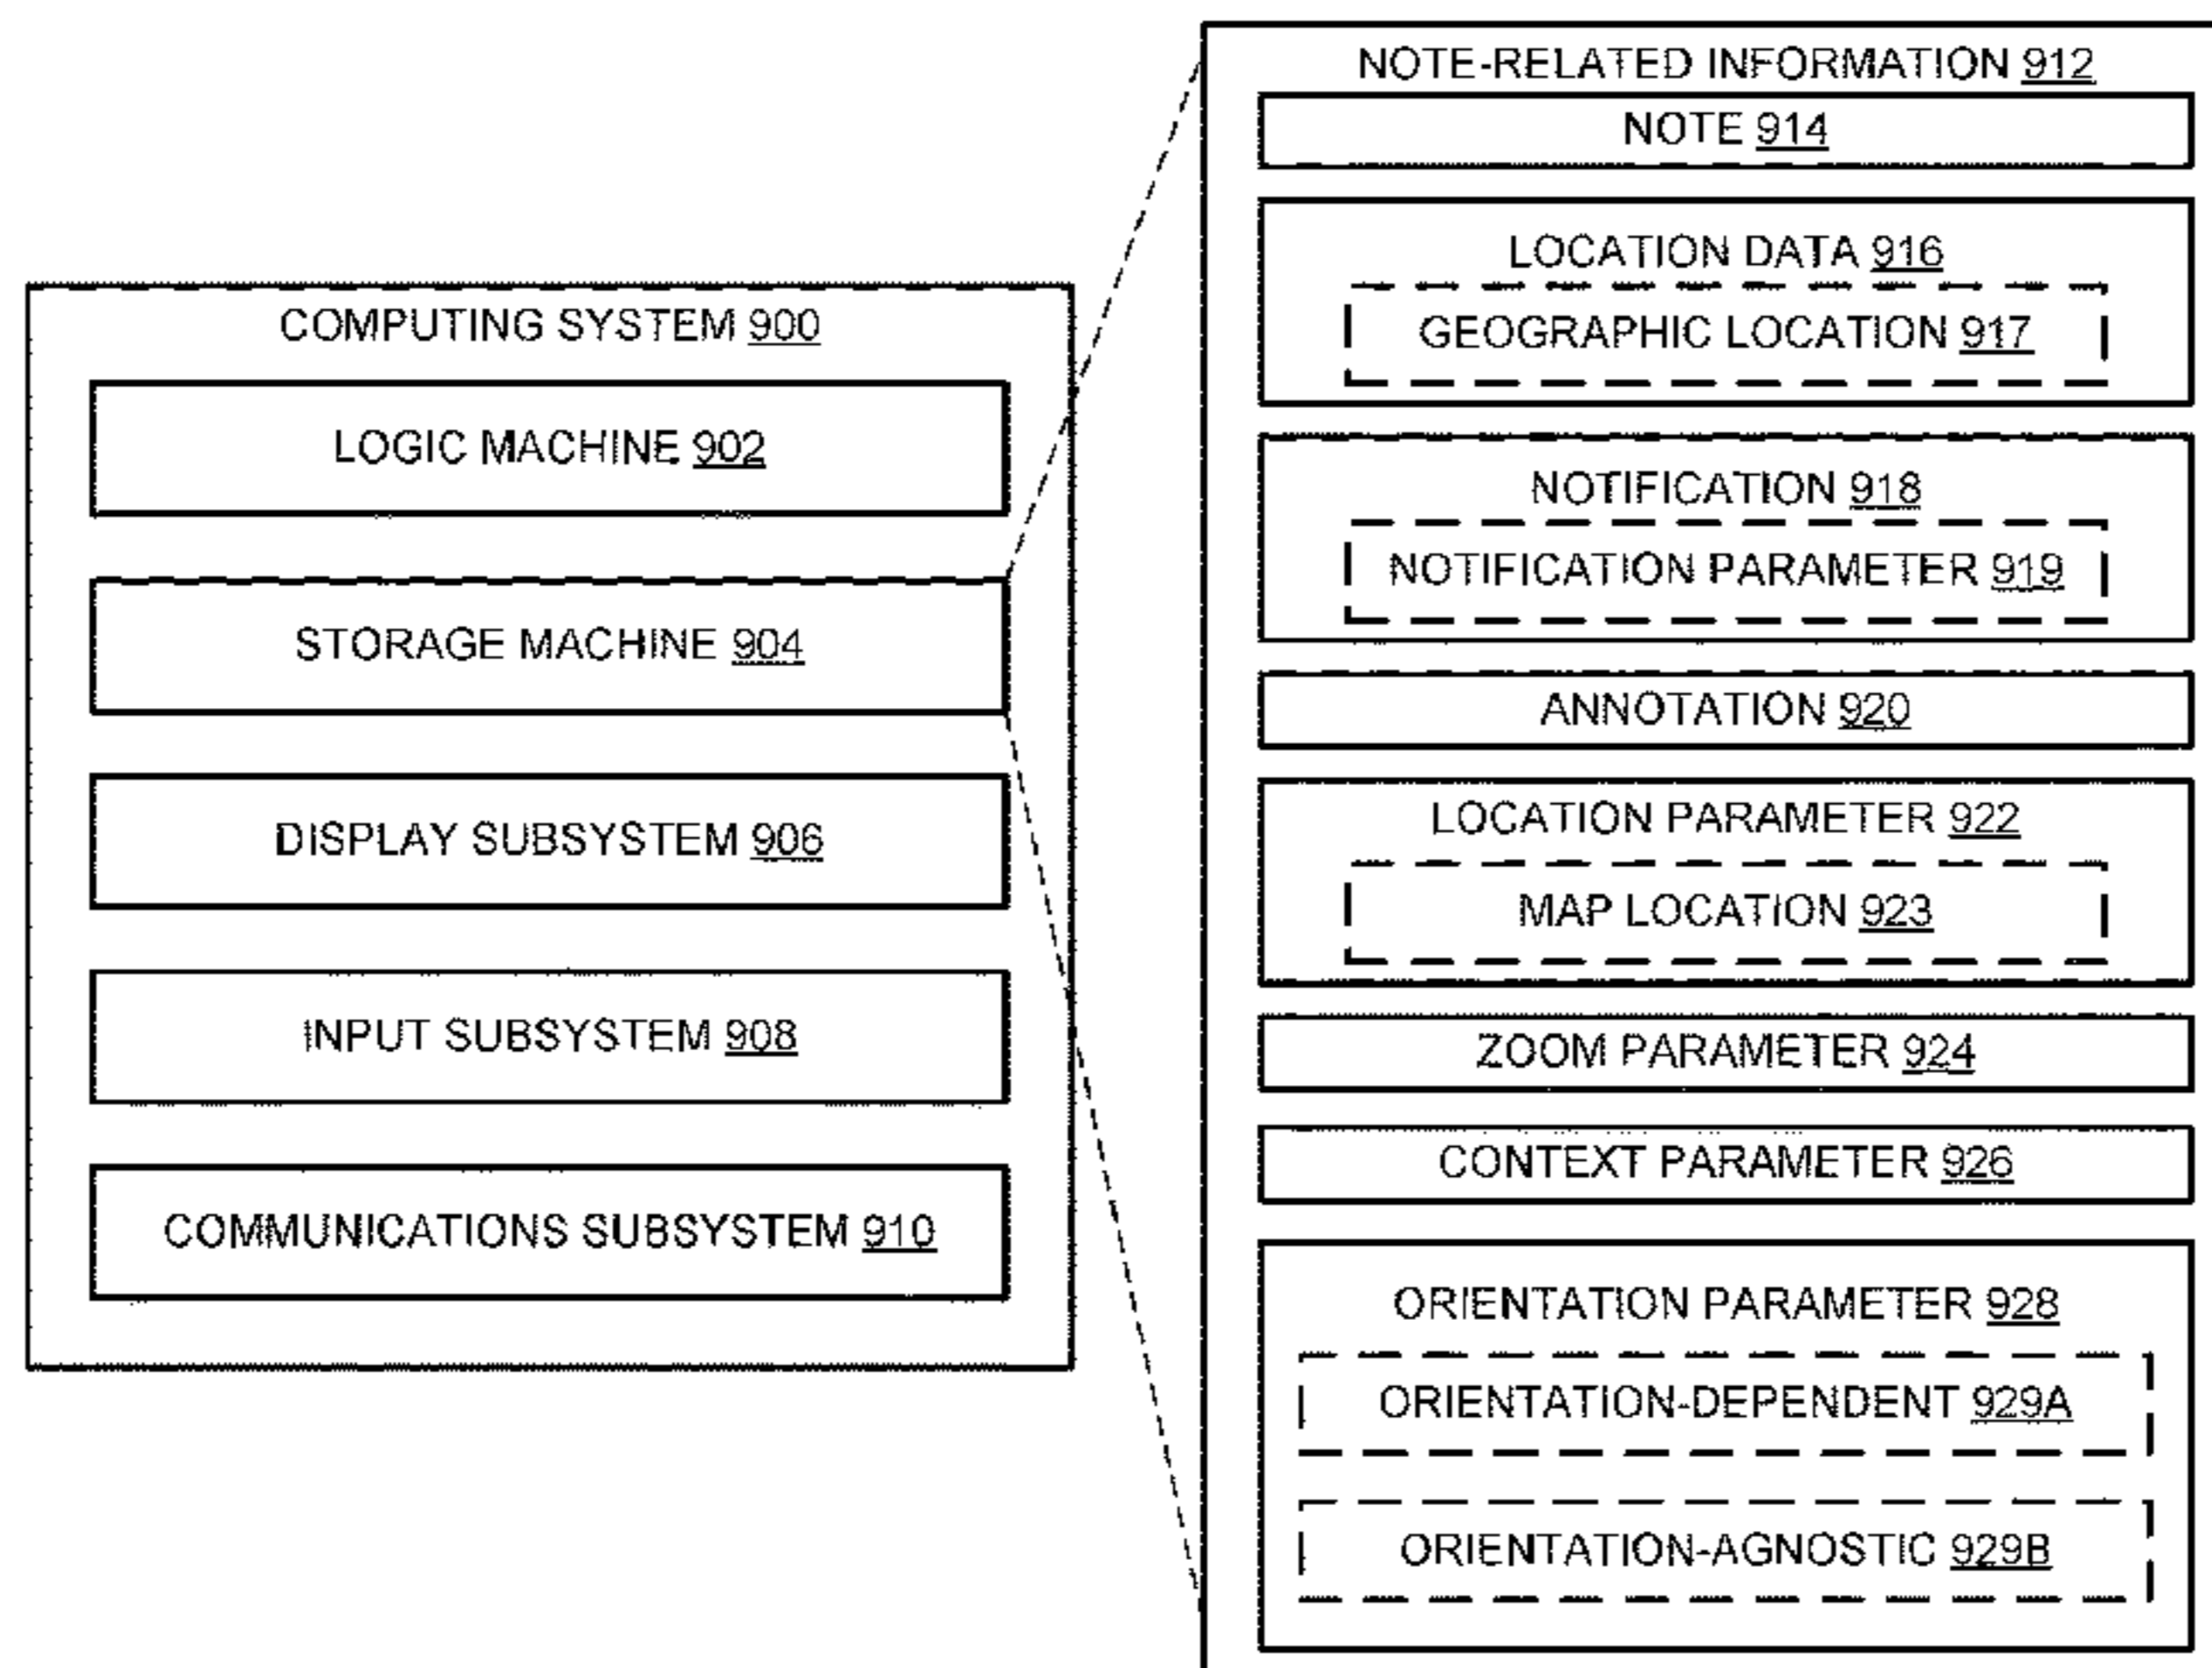 COMPUTING SYSTEM 900
LOGIC MACHINE 902
STORAGE MACHINE 904
DISPLAY SUBSYSTEM 906
INPUT SUBSYSTEM 908
COMMUNICATIONS SUBSYSTEM 910
NOTE-RELATED INFORMATION 912
NOTE 914
LOCATION DATA 916
GEOGRAPHIC LOCATION 917
NOTIFICATION 918
NOTIFICATION PARAMETER 919
ANNOTATION 920
LOCATION PARAMETER 922
MAP LOCATION 923
ZOOM PARAMETER 924
CONTEXT PARAMETER 926
ORIENTATION PARAMETER 928
ORIENTATION-DEPENDENT 929A
ORIENTATION-AGNOSTIC 929B